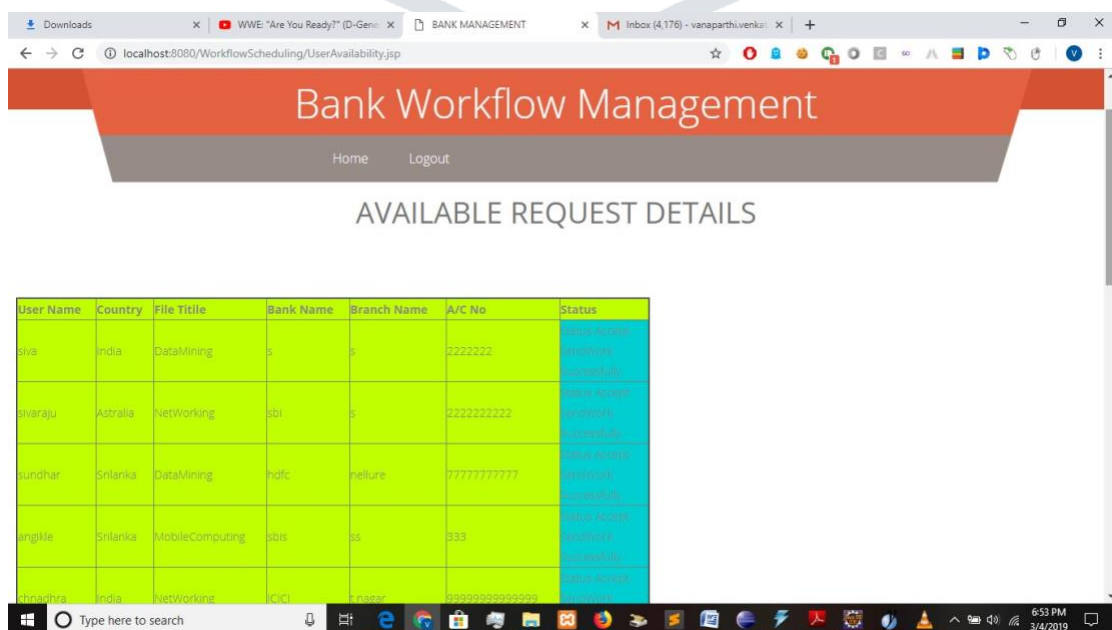 Downloads
WWE: "Are You Ready?" (D-Gene
BANK MANAGEMENT
Inbox (4,176) - vanaparthi.venkat
localhost:8080/WorkflowScheduling/UserAvailability.jsp
V
Bank Workflow Management
Home Logout
AVAILABLE REQUEST DETAILS
User Name Country File Titile Bank Name Branch Name A/C No Status
siva India DataMining s s 2222222 Status Accept SendWork Successfully
sivaraju Astralia NetWorking sbi s 2222222222 Status Accept SendWork Successfully
sundhar Srilanka DataMining hdfc nellure 77777777777 Status Accept SendWork Successfully
angikle Srilanka MobileComputing sbis ss 333 Status Accept SendWork Successfully
chnadhra India NetWorking ICICI t nagar 99999999999999 Status Accept SendWork
Type here to search
6:53 PM
3/4/2019